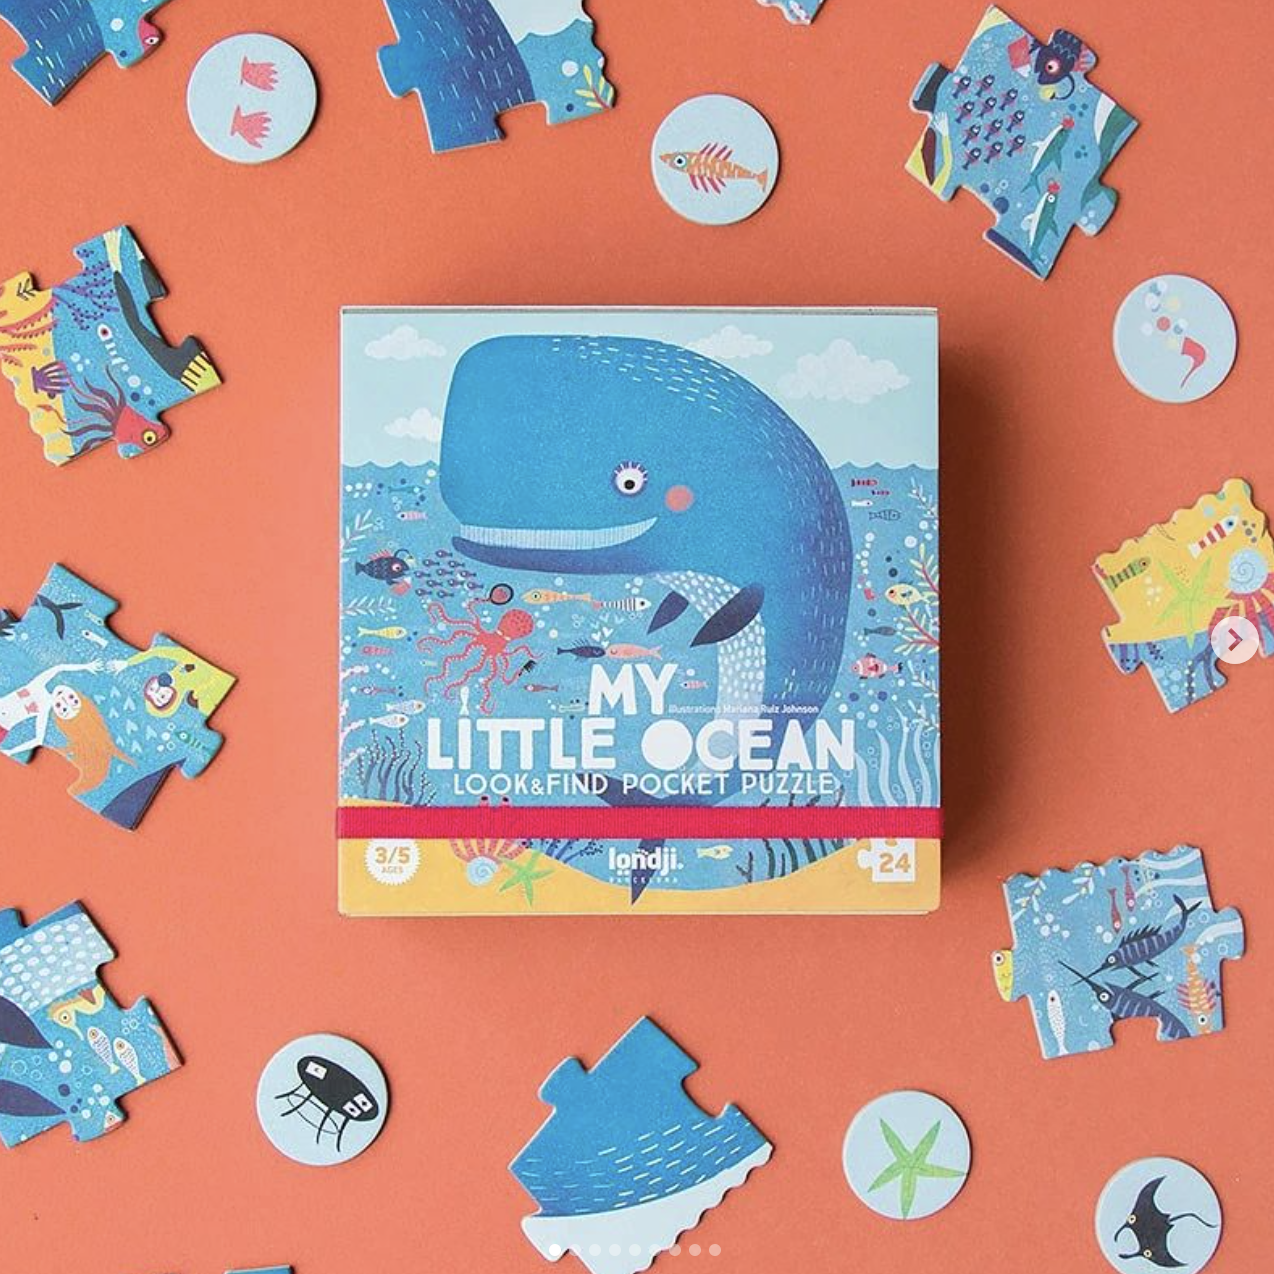 MY
Illustrations Mariana Ruiz Johnson
LITTLE OCEAN
LOOK&FIND POCKET PUZZLE
3/5
AGES
londji.
BARCELONA
24